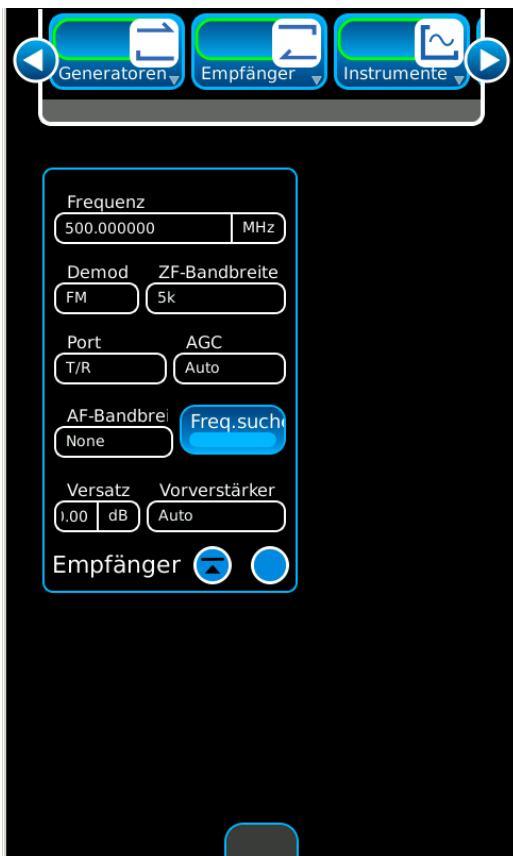 Generatoren
Empfänger
Instrumente
Frequenz
500.000000 MHz
Demod ZF-Bandbreite
FM 5k
Port AGC
T/R Auto
AF-Bandbrei
Freq.suche
None
Versatz Vorverstärker
),00 dB Auto
Empfänger